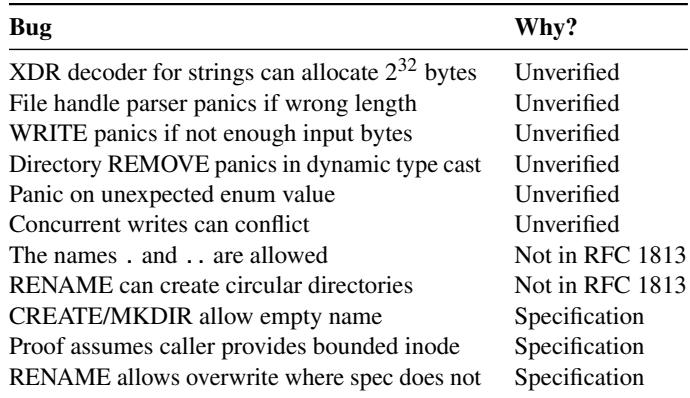 Bug Why?
XDR decoder for strings can allocate 2³² bytes Unverified
File handle parser panics if wrong length Unverified
WRITE panics if not enough input bytes Unverified
Directory REMOVE panics in dynamic type cast Unverified
Panic on unexpected enum value Unverified
Concurrent writes can conflict Unverified
The names . and .. are allowed Not in RFC 1813
RENAME can create circular directories Not in RFC 1813
CREATE/MKDIR allow empty name Specification
Proof assumes caller provides bounded inode Specification
RENAME allows overwrite where spec does not Specification